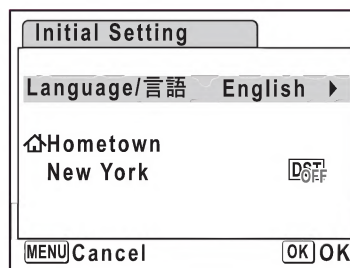 Initial Setting
Language/言語 English
Hometown
New York DST OFF
MENU Cancel OK OK